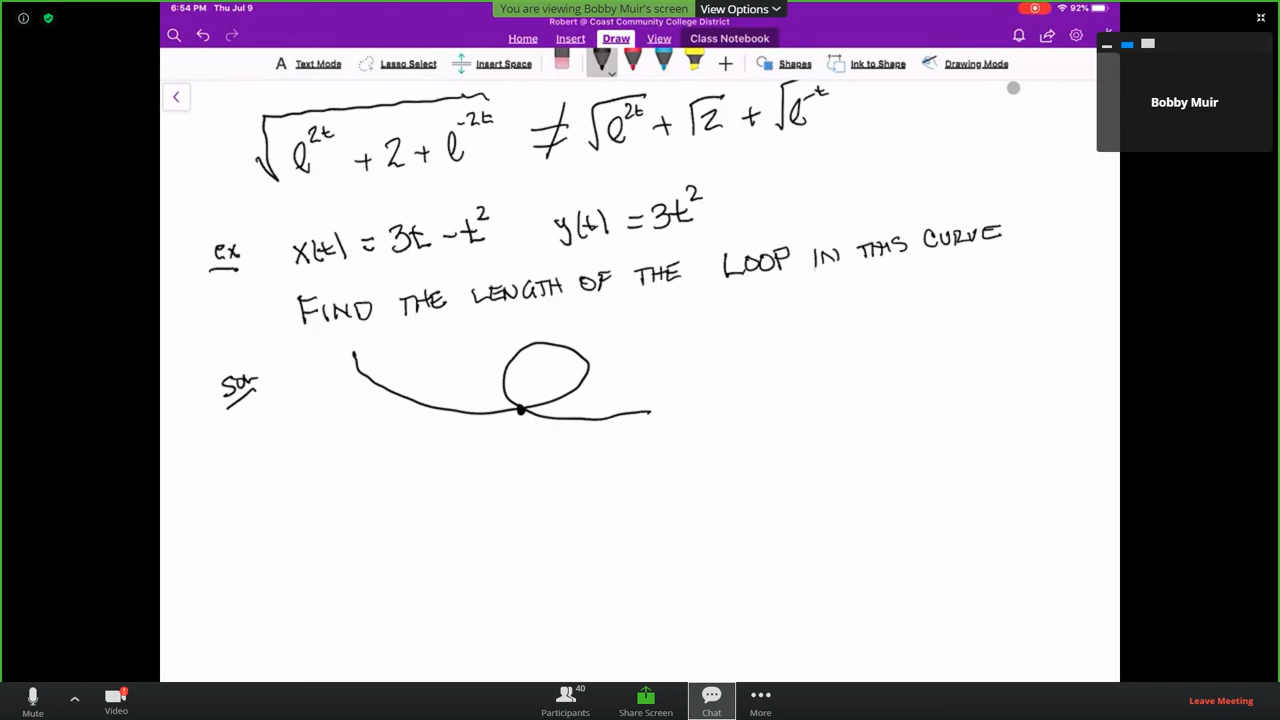 6:54 PM Thu Jul 9
You are viewing Bobby Muir's screen
View Options
92%
Robert @ Coast Community College District
Home Insert Draw View Class Notebook
Text Mode Lasso Select Insert Space Shapes Ink to Shape Drawing Mode
Bobby Muir
√(e^{2t} + 2 + e^{-2t}) ≠ √(e^{2t}) + √2 + √(e^{-t})
ex x(t) = 3t - t^2 y(t) = 3t^2
FIND THE LENGTH OF THE LOOP IN THIS CURVE
Sol
Mute Video Participants 40 Share Screen Chat More Leave Meeting